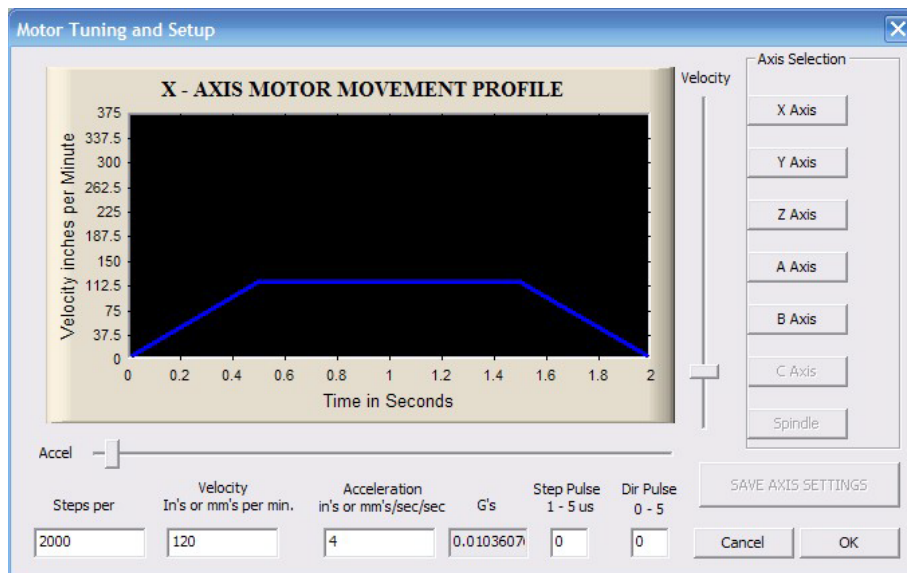 Motor Tuning and Setup
X - AXIS MOTOR MOVEMENT PROFILE
Velocity inches per Minute
375
337.5
300
262.5
225
187.5
150
112.5
75
37.5
0
0 0.2 0.4 0.6 0.8 1 1.2 1.4 1.6 1.8 2
Time in Seconds
Velocity
Axis Selection
X Axis
Y Axis
Z Axis
A Axis
B Axis
C Axis
Spindle
Accel
Steps per
Velocity
In's or mm's per min.
Acceleration
in's or mm's/sec/sec
G's
Step Pulse
1 - 5 us
Dir Pulse
0 - 5
2000
120
4
0.0103607
0
0
SAVE AXIS SETTINGS
Cancel
OK